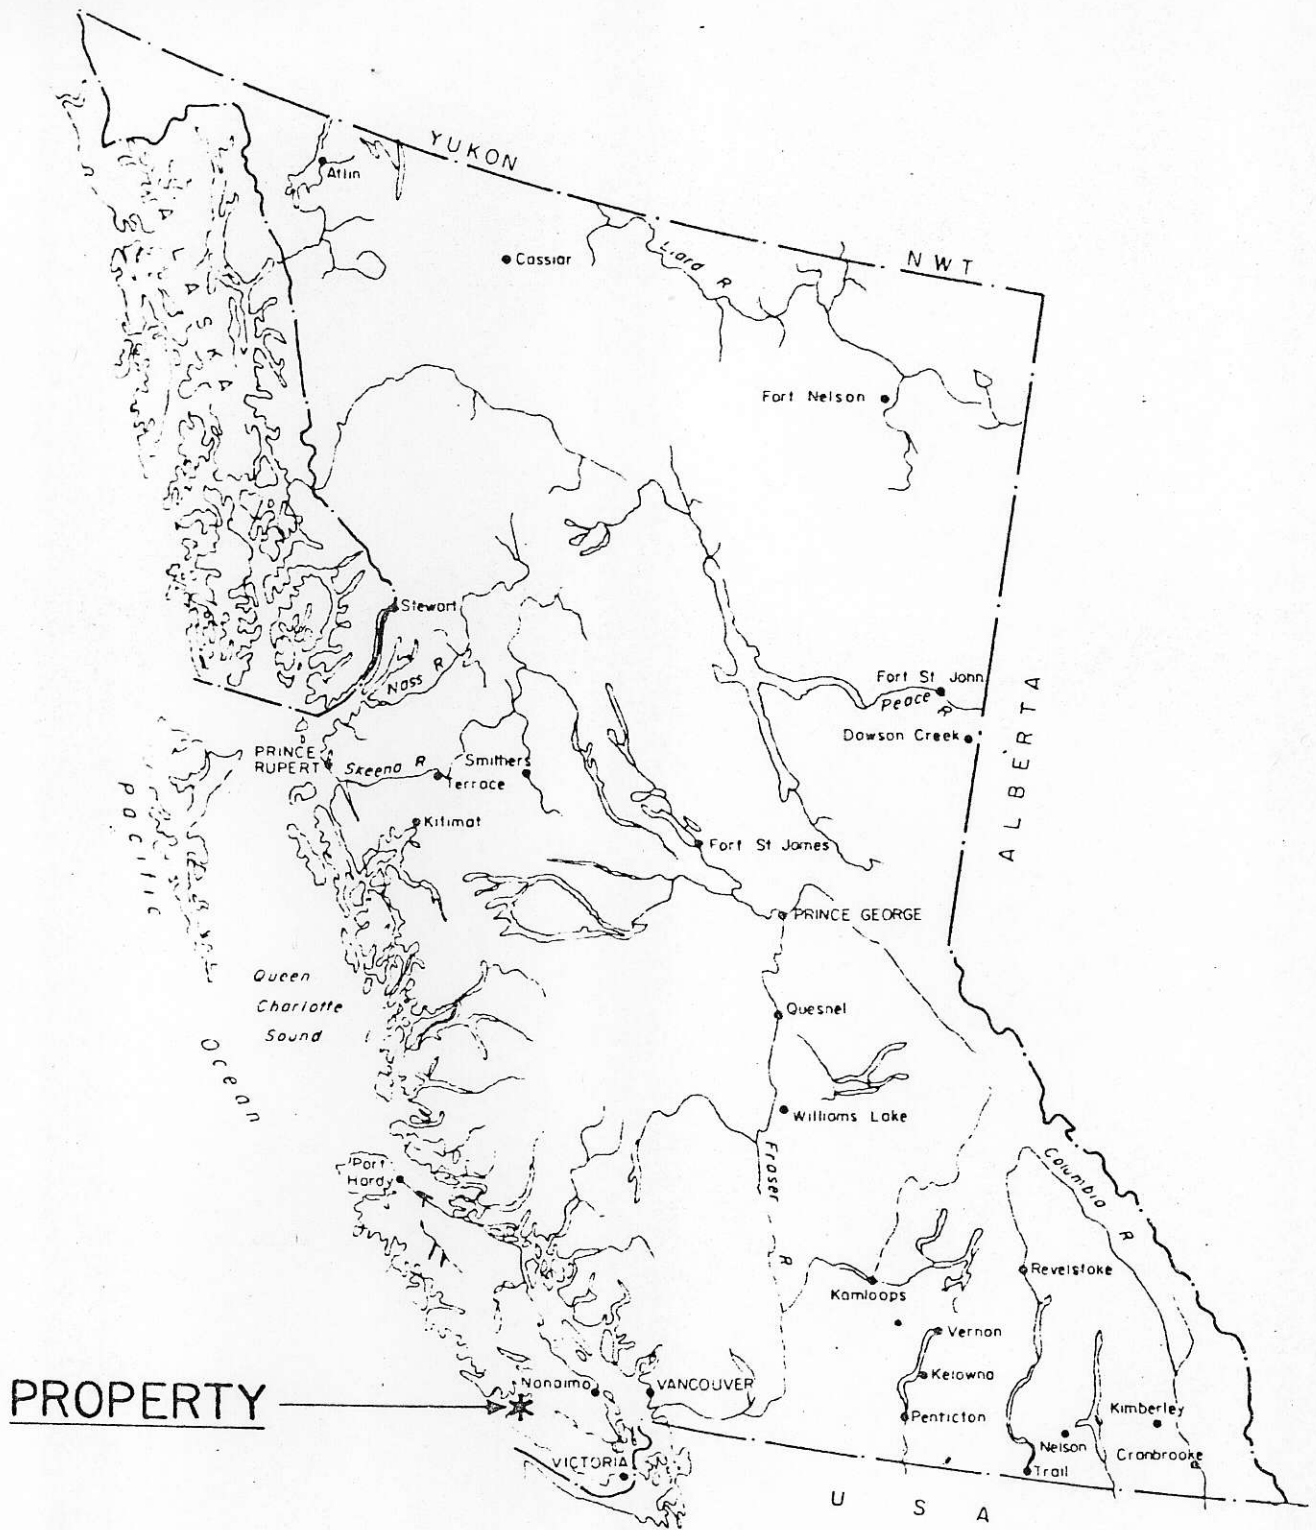 YUKON
Atlin
ALASKA
Cassiar
Liard R
NWT
Fort Nelson
Stewart
Nass R
Fort St John
Peace R
Dawson Creek
ALBERTA
PRINCE
RUPERT
Skeena R
Smithers
Terrace
Kitimat
Pacific
Fort St James
PRINCE GEORGE
Queen
Charlotte
Sound
Ocean
Quesnel
Williams Lake
Port
Hardy
Fraser R
Columbia R
Revelstoke
Kamloops
Vernon
Kelowna
PROPERTY
Nanaimo
VANCOUVER
Penticton
Kimberley
Nelson
Cranbrooke
VICTORIA
Trail
U S A